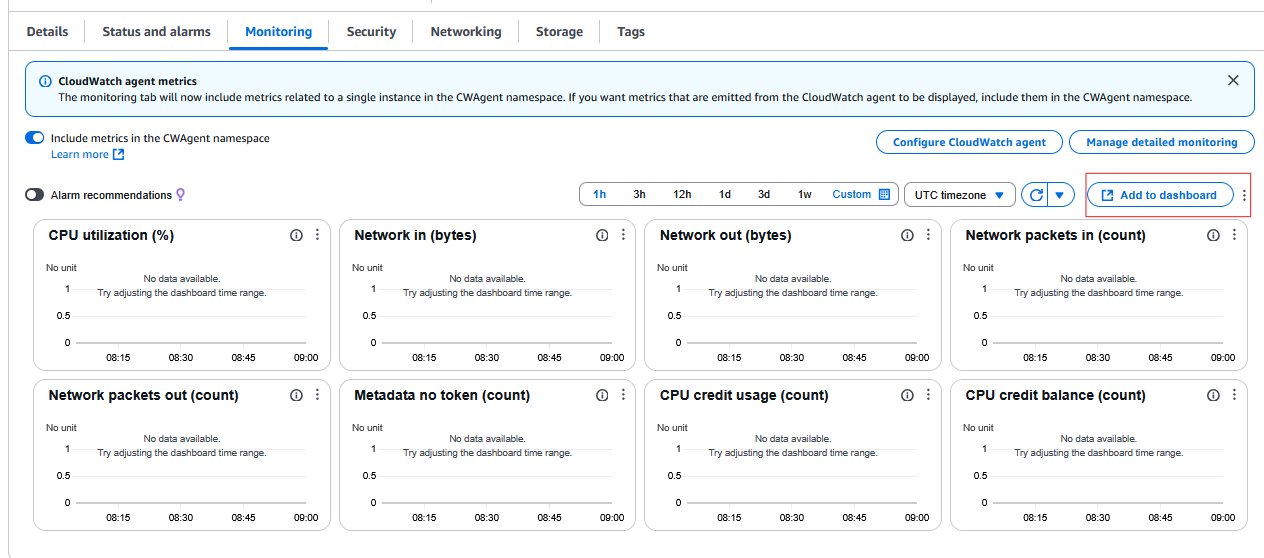 Details
Status and alarms
Monitoring
Security
Networking
Storage
Tags
CloudWatch agent metrics
The monitoring tab will now include metrics related to a single instance in the CWAgent namespace. If you want metrics that are emitted from the CloudWatch agent to be displayed, include them in the CWAgent namespace.
Include metrics in the CWAgent namespace
Learn more
Configure CloudWatch agent
Manage detailed monitoring
Alarm recommendations
1h
3h
12h
1d
3d
1w
Custom
UTC timezone
Add to dashboard
CPU utilization (%)
No unit
No data available.
Try adjusting the dashboard time range.
1
0.5
0
08:15
08:30
08:45
09:00
Network in (bytes)
No unit
No data available.
Try adjusting the dashboard time range.
1
0.5
0
08:15
08:30
08:45
09:00
Network out (bytes)
No unit
No data available.
Try adjusting the dashboard time range.
1
0.5
0
08:15
08:30
08:45
09:00
Network packets in (count)
No unit
No data available.
Try adjusting the dashboard time range.
1
0.5
0
08:15
08:30
08:45
09:00
Network packets out (count)
No unit
No data available.
Try adjusting the dashboard time range.
1
0.5
0
08:15
08:30
08:45
09:00
Metadata no token (count)
No unit
No data available.
Try adjusting the dashboard time range.
1
0.5
0
08:15
08:30
08:45
09:00
CPU credit usage (count)
No unit
No data available.
Try adjusting the dashboard time range.
1
0.5
0
08:15
08:30
08:45
09:00
CPU credit balance (count)
No unit
No data available.
Try adjusting the dashboard time range.
1
0.5
0
08:15
08:30
08:45
09:00